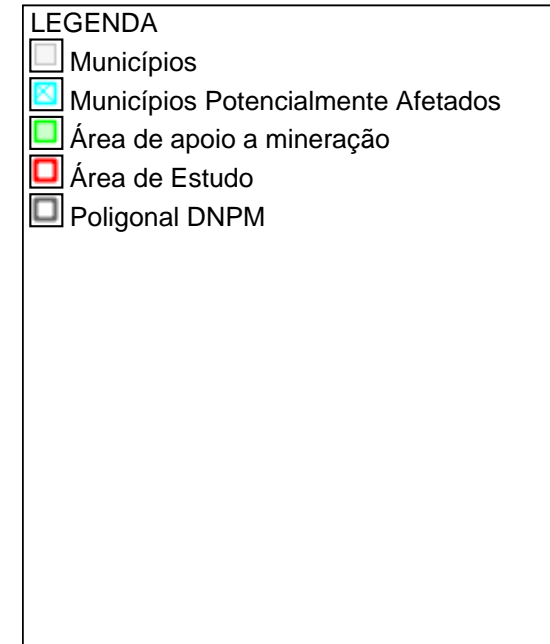 LEGENDA
Municípios
Municípios Potencialmente Afetados
Área de apoio a mineração
Área de Estudo
Poligonal DNPM